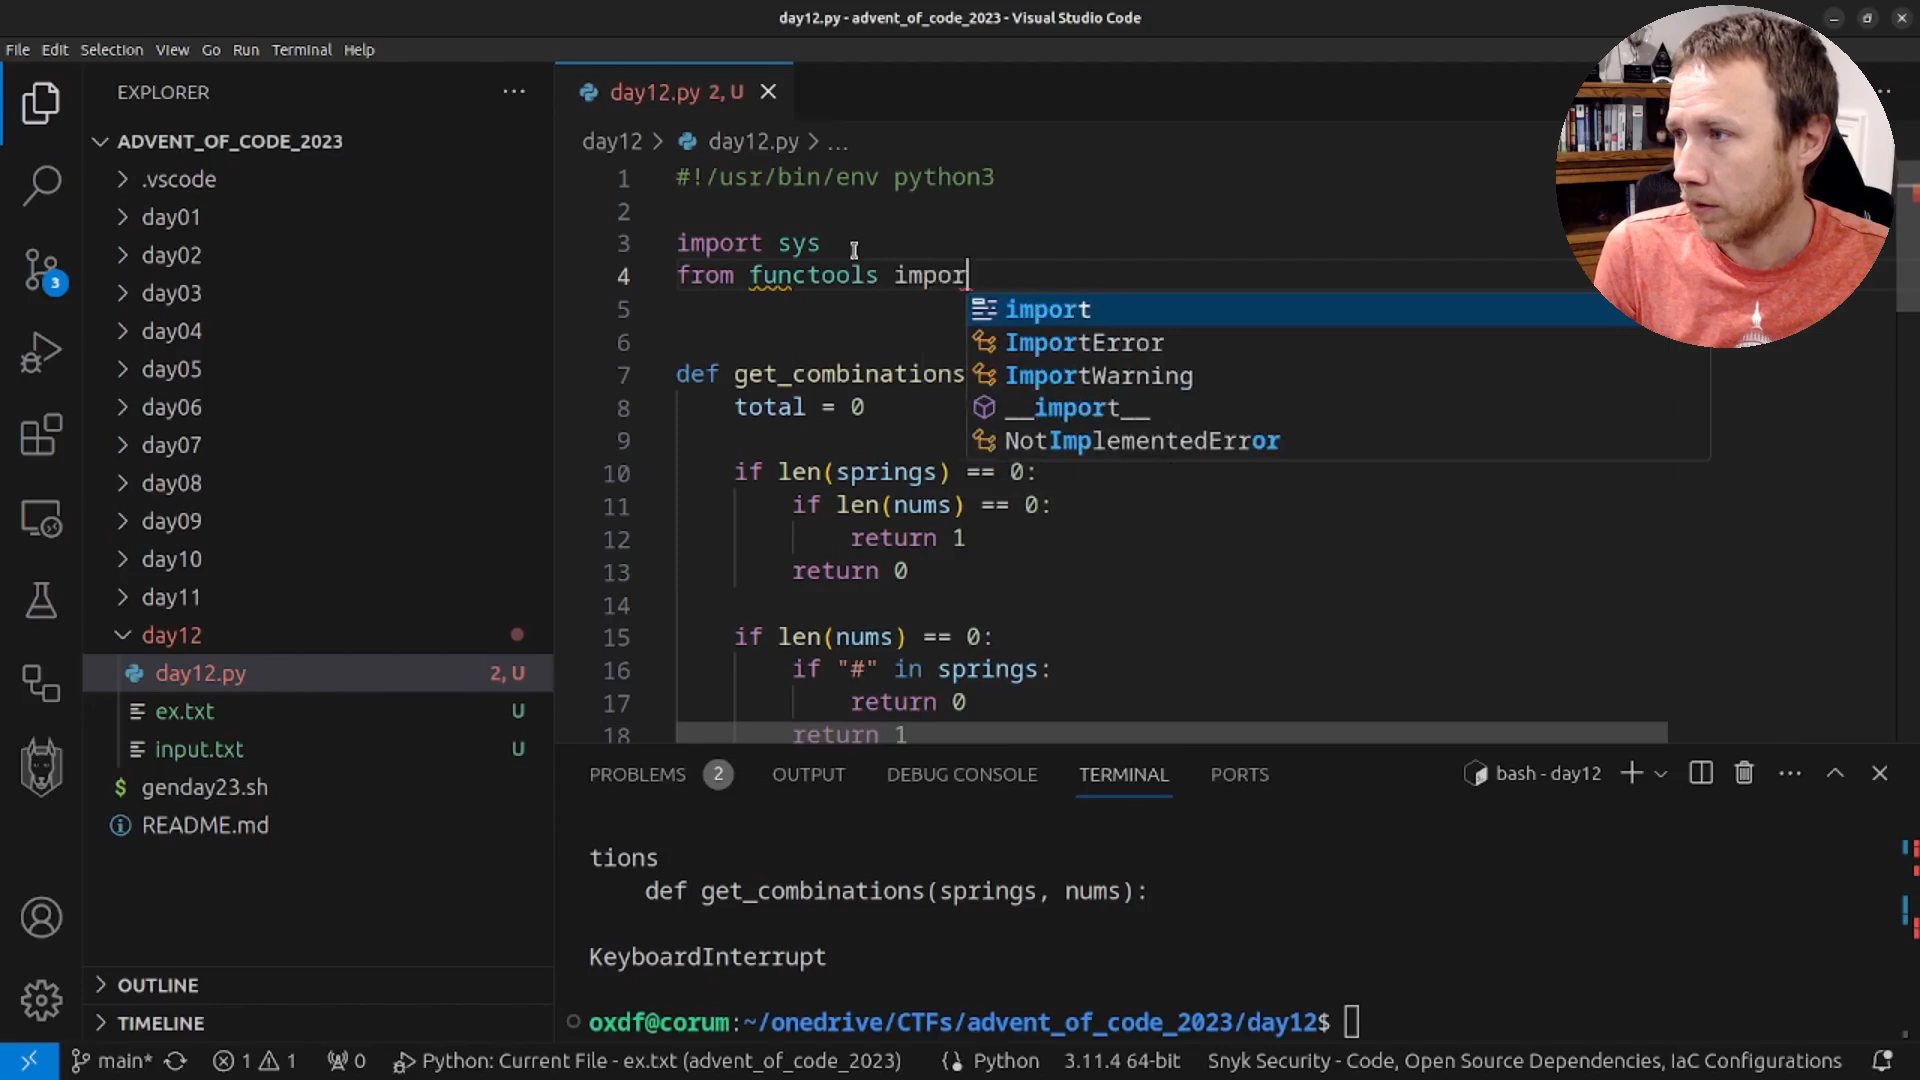 day12.py - advent_of_code_2023 - Visual Studio Code
File Edit Selection View Go Run Terminal Help
EXPLORER
ADVENT_OF_CODE_2023
.vscode
day01
day02
day03
day04
day05
day06
day07
day08
day09
day10
day11
day12
day12.py 2, U
ex.txt U
input.txt U
genday23.sh
README.md
OUTLINE
TIMELINE
3
day12.py 2, U
day12 > day12.py > ...
1 #!/usr/bin/env python3
2
3 import sys
4 from functools impor
5
6
7 def get_combinations
8 total = 0
9
10 if len(springs) == 0:
11 if len(nums) == 0:
12 return 1
13 return 0
14
15 if len(nums) == 0:
16 if "#" in springs:
17 return 0
18 return 1
import
ImportError
ImportWarning
__import__
NotImplementedError
PROBLEMS 2 OUTPUT DEBUG CONSOLE TERMINAL PORTS
bash - day12
tions
def get_combinations(springs, nums):
KeyboardInterrupt
oxdf@corum:~/onedrive/CTFs/advent_of_code_2023/day12$
main* 1 1 0 Python: Current File - ex.txt (advent_of_code_2023) Python 3.11.4 64-bit Snyk Security - Code, Open Source Dependencies, IaC Configurations